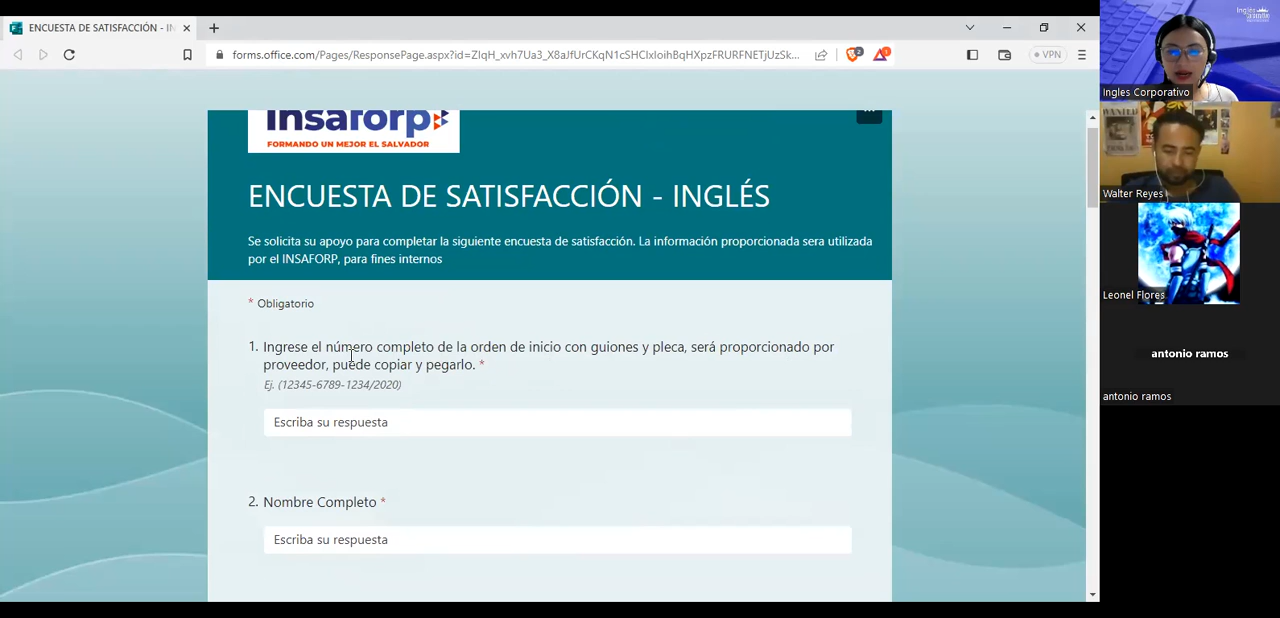 ENCUESTA DE SATISFACCIÓN - IN
forms.office.com/Pages/ResponsePage.aspx?id=ZIqH_xvh7Ua3_X8aJfUrCKqN1cSHClxIoihBqHXpzFRURFNETjUzSk...
2
1
VPN
insaforp
FORMANDO UN MEJOR EL SALVADOR
ENCUESTA DE SATISFACCIÓN - INGLÉS
Se solicita su apoyo para completar la siguiente encuesta de satisfacción. La información proporcionada sera utilizada
por el INSAFORP, para fines internos
* Obligatorio
1. Ingrese el número completo de la orden de inicio con guiones y pleca, será proporcionado por
proveedor, puede copiar y pegarlo. *
Ej. (12345-6789-1234/2020)
Escriba su respuesta
2. Nombre Completo *
Escriba su respuesta
Ingles Corporativo
WANTED
Walter Reyes
Leonel Flores
antonio ramos
antonio ramos